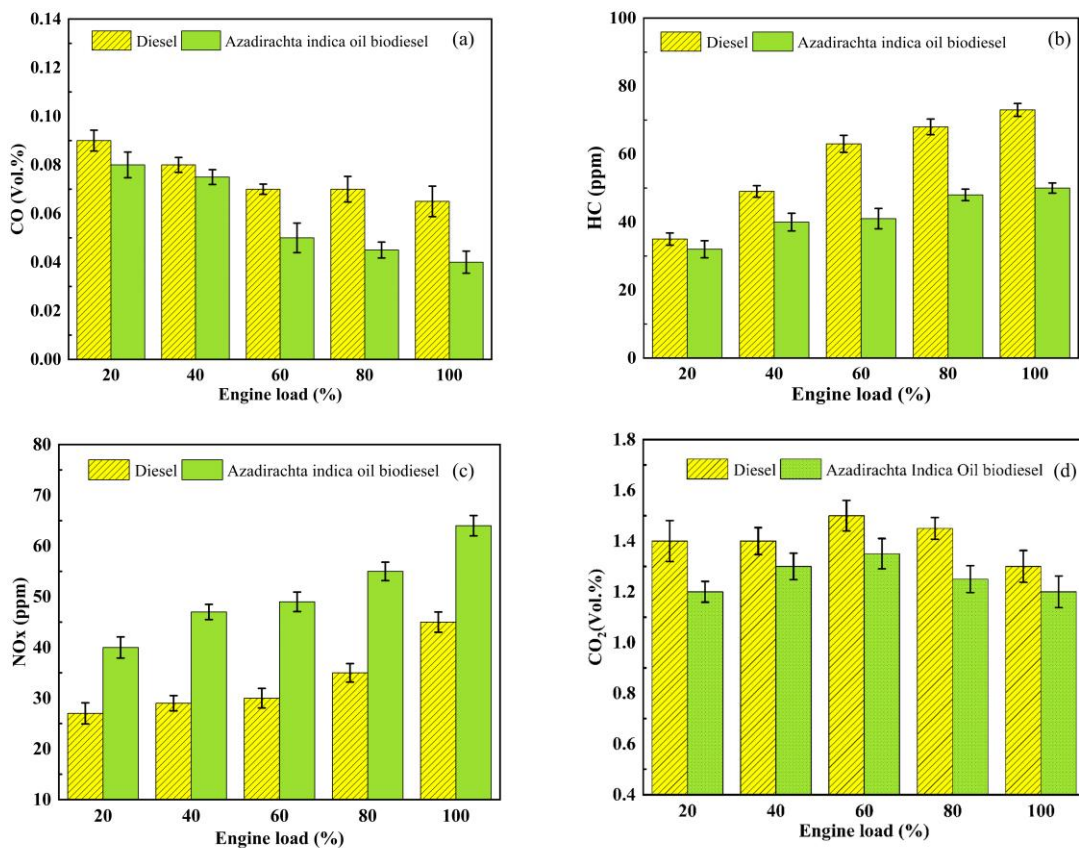 Diesel Azadirachta indica oil biodiesel (a)
0.14
0.12
0.10
0.08
0.06
0.04
0.02
0.00
CO (Vol.%)
20 40 60 80 100
Engine load (%)
Diesel Azadirachta indica oil biodiesel (b)
100
80
60
40
20
0
HC (ppm)
20 40 60 80 100
Engine load (%)
Diesel Azadirachta indica oil biodiesel (c)
80
70
60
50
40
30
20
10
NOx (ppm)
20 40 60 80 100
Engine load (%)
Diesel Azadirachta Indica Oil biodiesel (d)
1.8
1.6
1.4
1.2
1.0
0.8
0.6
0.4
CO₂(Vol.%)
20 40 60 80 100
Engine load (%)